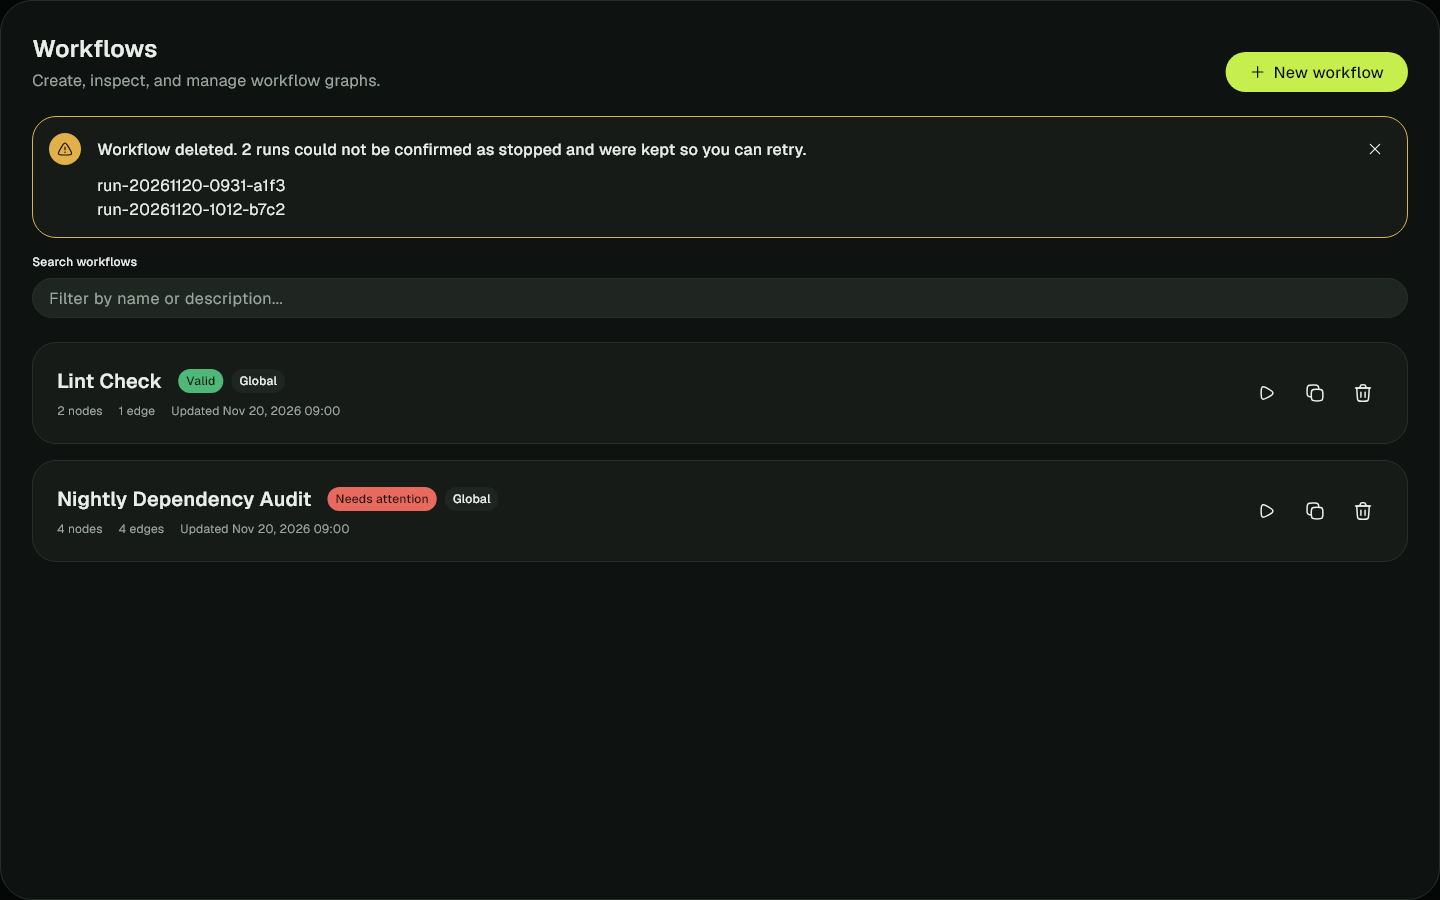 Workflows
Create, inspect, and manage workflow graphs.
New workflow
Workflow deleted. 2 runs could not be confirmed as stopped and were kept so you can retry.
run-20261120-0931-a1f3
run-20261120-1012-b7c2
Search workflows
Filter by name or description...
Lint Check Valid Global
2 nodes 1 edge Updated Nov 20, 2026 09:00
Nightly Dependency Audit Needs attention Global
4 nodes 4 edges Updated Nov 20, 2026 09:00